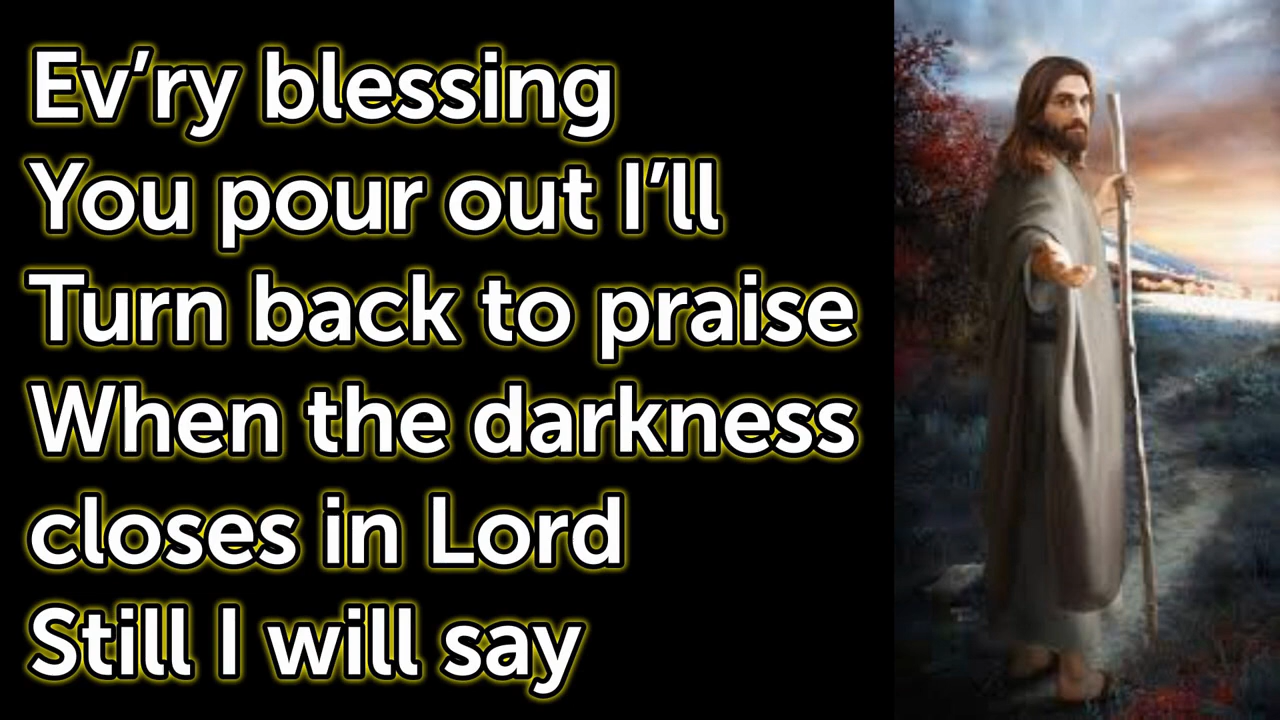 Ev’ry blessing
You pour out I’ll
Turn back to praise
When the darkness
closes in Lord
Still I will say